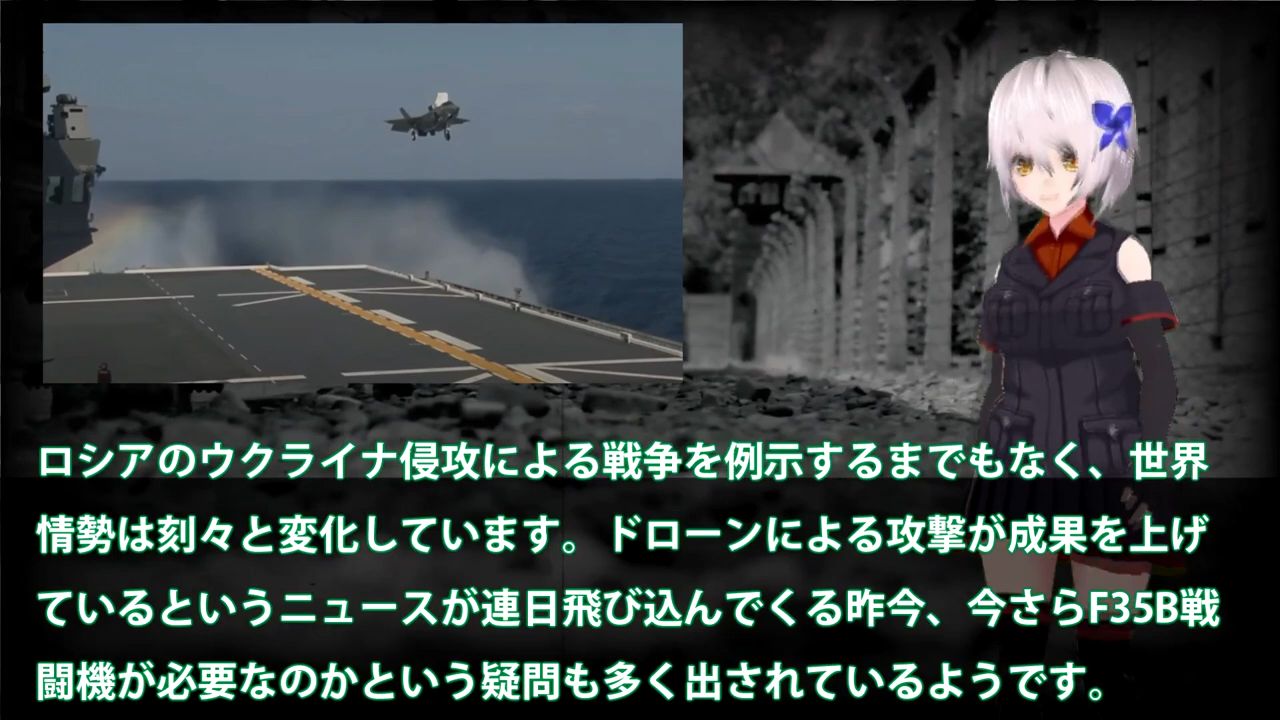 ロシアのウクライナ侵攻による戦争を例示するまでもなく、世界
情勢は刻々と変化しています。ドローンによる攻撃が成果を上げ
ているというニュースが連日飛び込んでくる昨今、今さらF35B戦
闘機が必要なのかという疑問も多く出されているようです。